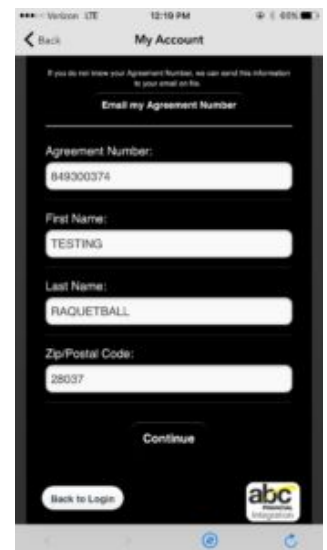 Verizon LTE 12:19 PM 60%
Back My Account
If you do not know your Agreement Number, we can send this information
to your email on file.
Email my Agreement Number
Agreement Number:
849300374
First Name:
TESTING
Last Name:
RAQUETBALL
Zip/Postal Code:
28037
Continue
Back to Login
abc
FINANCIAL
Integration